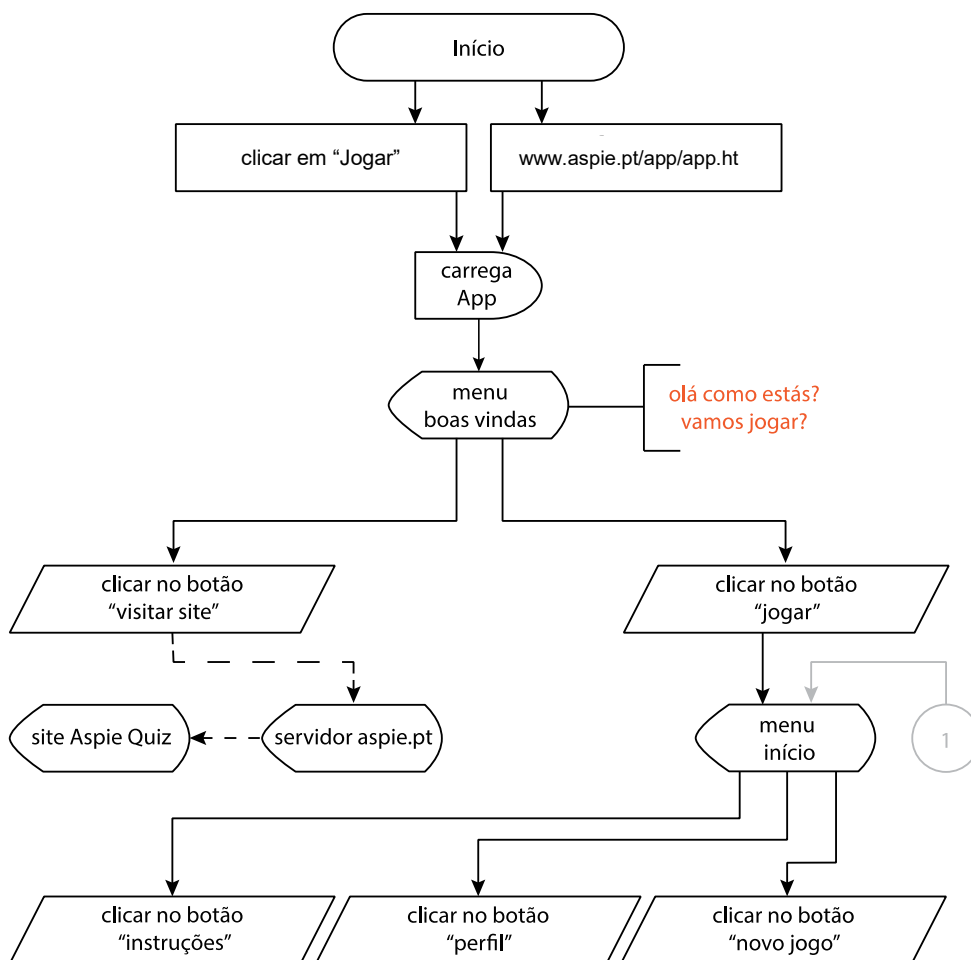 Início
clicar em “Jogar”
www.aspie.pt/app/app.ht
carrega
App
menu
boas vindas
olá como estás?
vamos jogar?
clicar no botão
“visitar site”
clicar no botão
“jogar”
site Aspie Quiz
servidor aspie.pt
menu
início
1
clicar no botão
“instruções”
clicar no botão
“perfil”
clicar no botão
“novo jogo”